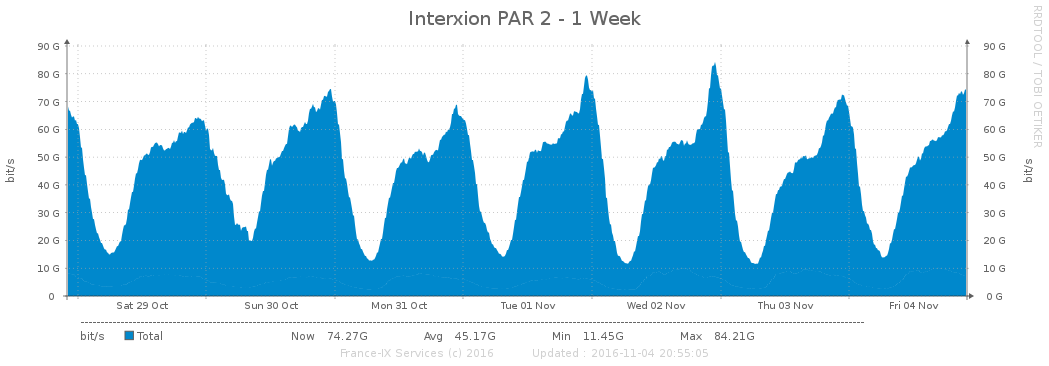 Interxion PAR 2 - 1 Week
RRDTOOL / TOBI OETIKER
90 G 90 G
80 G 80 G
70 G 70 G
60 G 60 G
50 G 50 G
40 G 40 G
30 G 30 G
20 G 20 G
10 G 10 G
0 0 G
bit/s
bit/s
Sat 29 Oct Sun 30 Oct Mon 31 Oct Tue 01 Nov Wed 02 Nov Thu 03 Nov Fri 04 Nov
bit/s Total Now 74.27G Avg 45.17G Min 11.45G Max 84.21G
France-IX Services (c) 2016 Updated : 2016-11-04 20:55:05